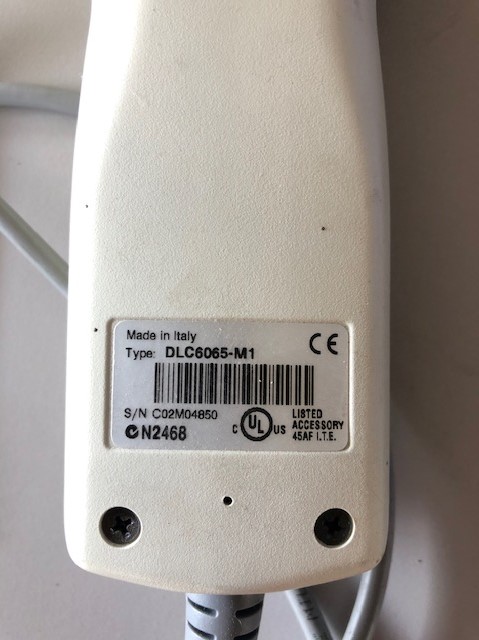 Made in Italy
Type: DLC6065-M1
CE
S/N C02M04850
N2468
C UL US
LISTED
ACCESSORY
45AF I.T.E.